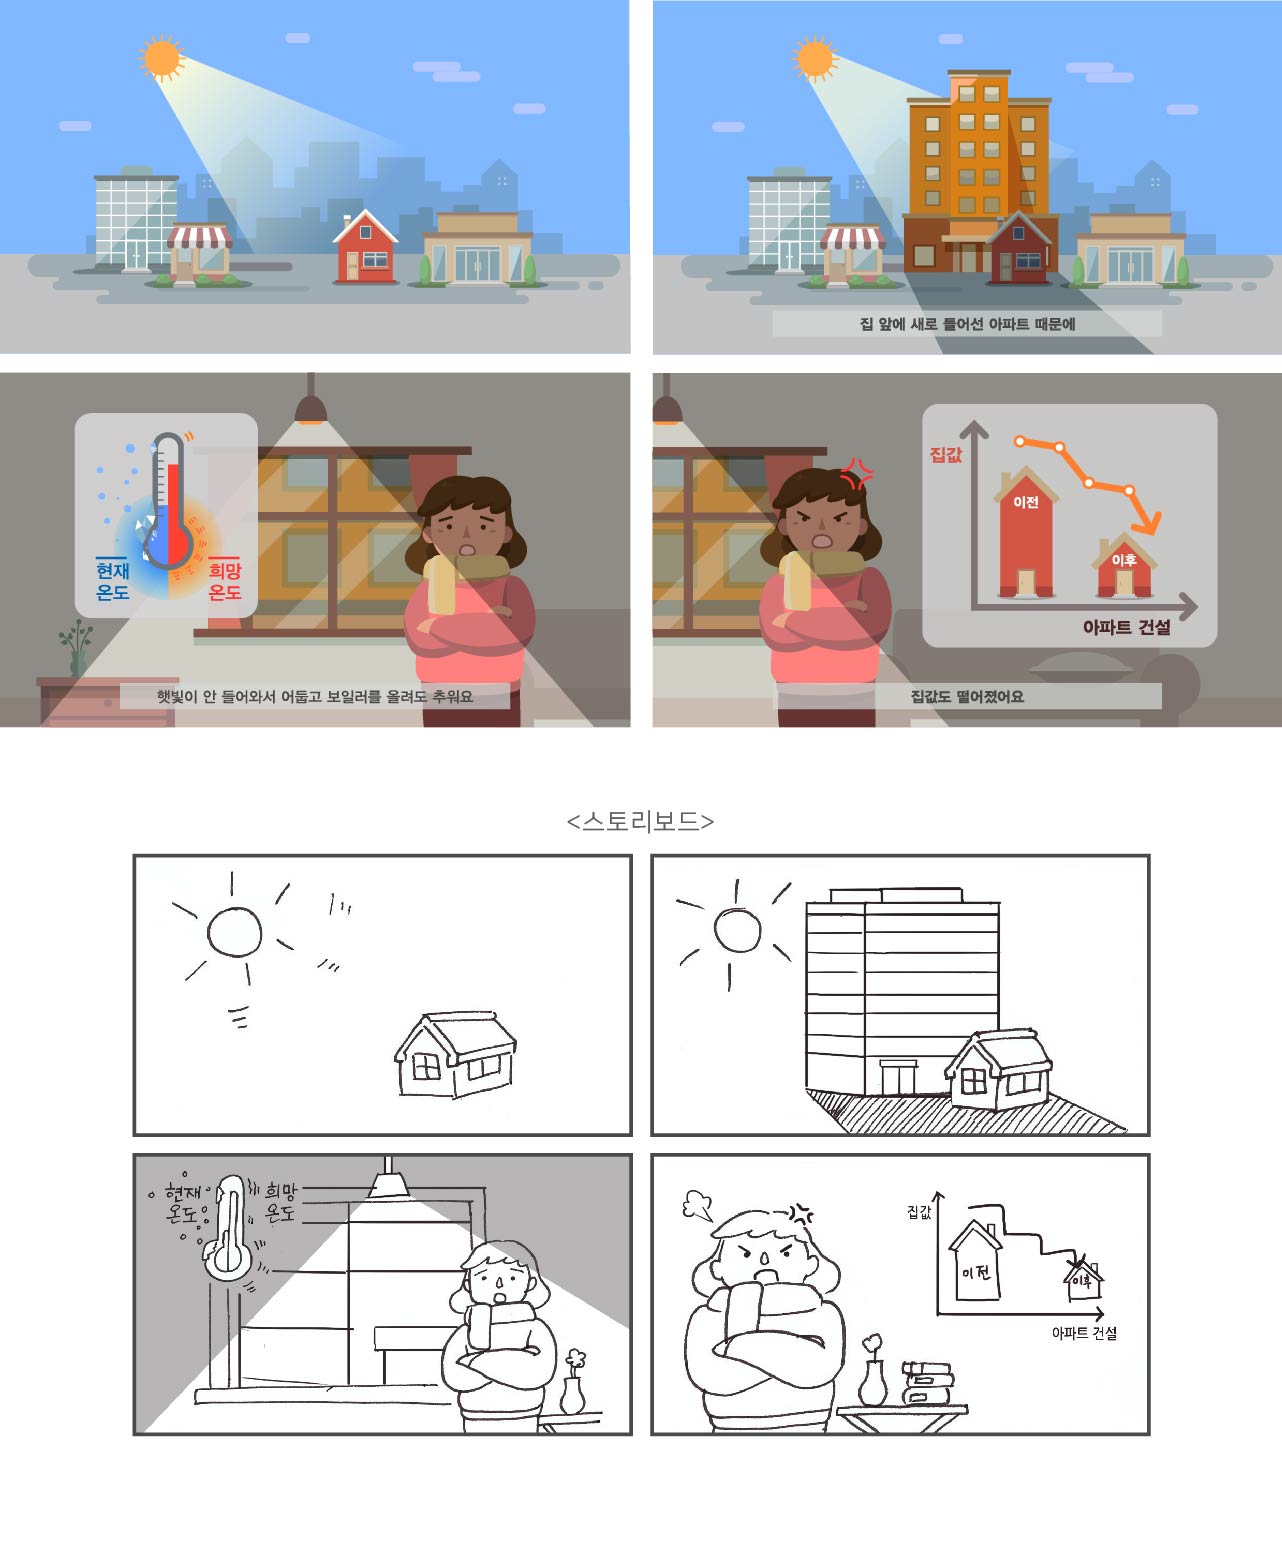 집 앞에 새로 들어선 아파트 때문에
현재
온도
희망
온도
햇빛이 안 들어와서 어둡고 보일러를 올려도 추워요
집값
이전
이후
아파트 건설
집값도 떨어졌어요
<스토리보드>
현재
온도
희망
온도
집값
이전
이후
아파트 건설